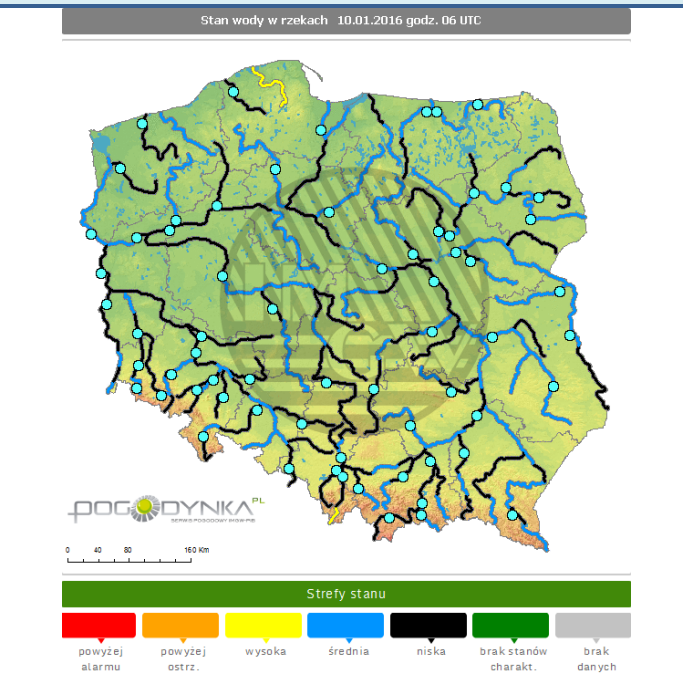 Stan wody w rzekach 10.01.2016 godz. 06 UTC
POGODYNKA PL
SERWIS POGODOWY IMGW-PIB
0 40 80 160 Km
Strefy stanu
powyżej alarmu
powyżej ostrz.
wysoka
średnia
niska
brak stanów charakt.
brak danych